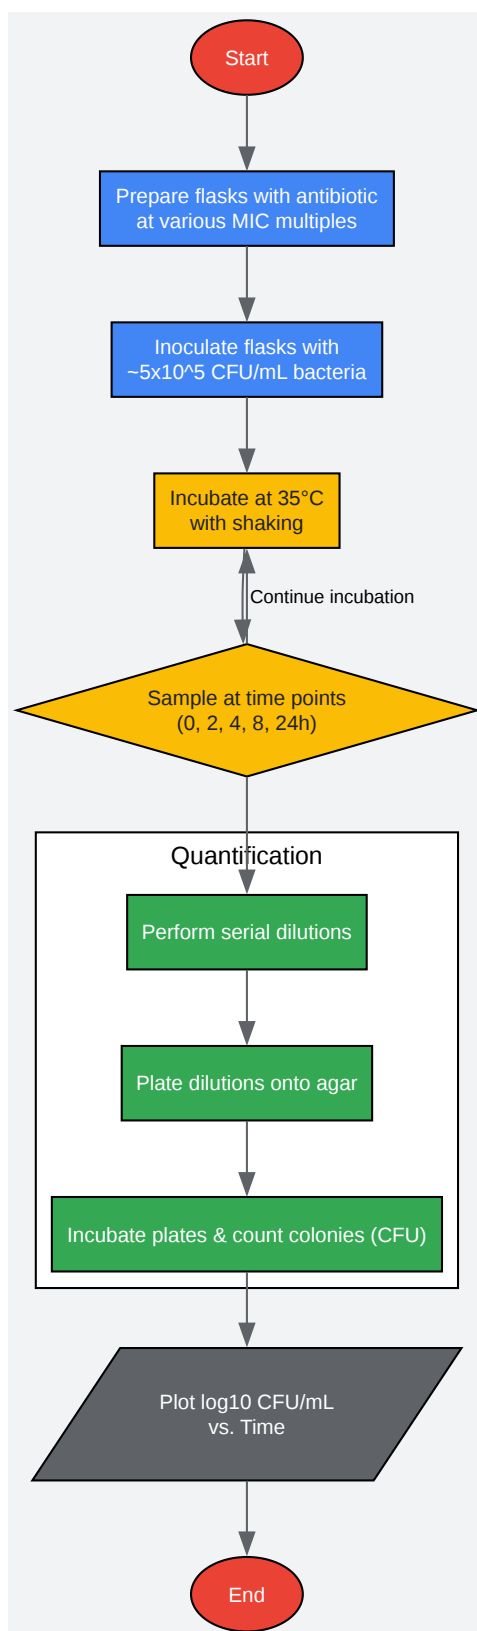 Start
Prepare flasks with antibiotic
at various MIC multiples
Inoculate flasks with
~5x10^5 CFU/mL bacteria
Incubate at 35°C
with shaking
Continue incubation
Sample at time points
(0, 2, 4, 8, 24h)
Quantification
Perform serial dilutions
Plate dilutions onto agar
Incubate plates & count colonies (CFU)
Plot log10 CFU/mL
vs. Time
End